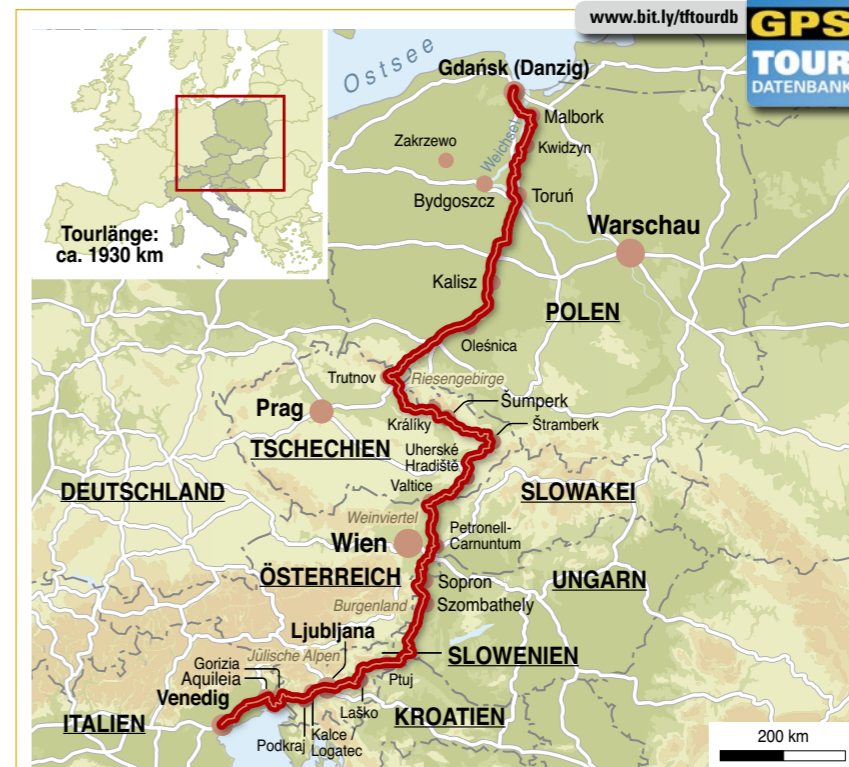 www.bit.ly/tftourdb
GPS
TOUR
DATENBANK
Ostsee
Gdańsk (Danzig)
Malbork
Zakrzewo
Weichsel
Kwidzyn
Bydgoszcz
Toruń
Tourlänge:
ca. 1930 km
Warschau
Kalisz
POLEN
Oleśnica
Trutnov
Riesengebirge
Prag
Šumperk
Králíky
Štramberk
TSCHECHIEN
Uherské
Hradiště
DEUTSCHLAND
Valtice
SLOWAKEI
Weinviertel
Wien
Petronell-
Carnuntum
ÖSTERREICH
Sopron
UNGARN
Burgenland
Szombathely
Ljubljana
Jülische Alpen
SLOWENIEN
Gorizia
Aquileia
Ptuj
Venedig
Laško
KROATIEN
ITALIEN
Podkraj
Kalce /
Logatec
200 km